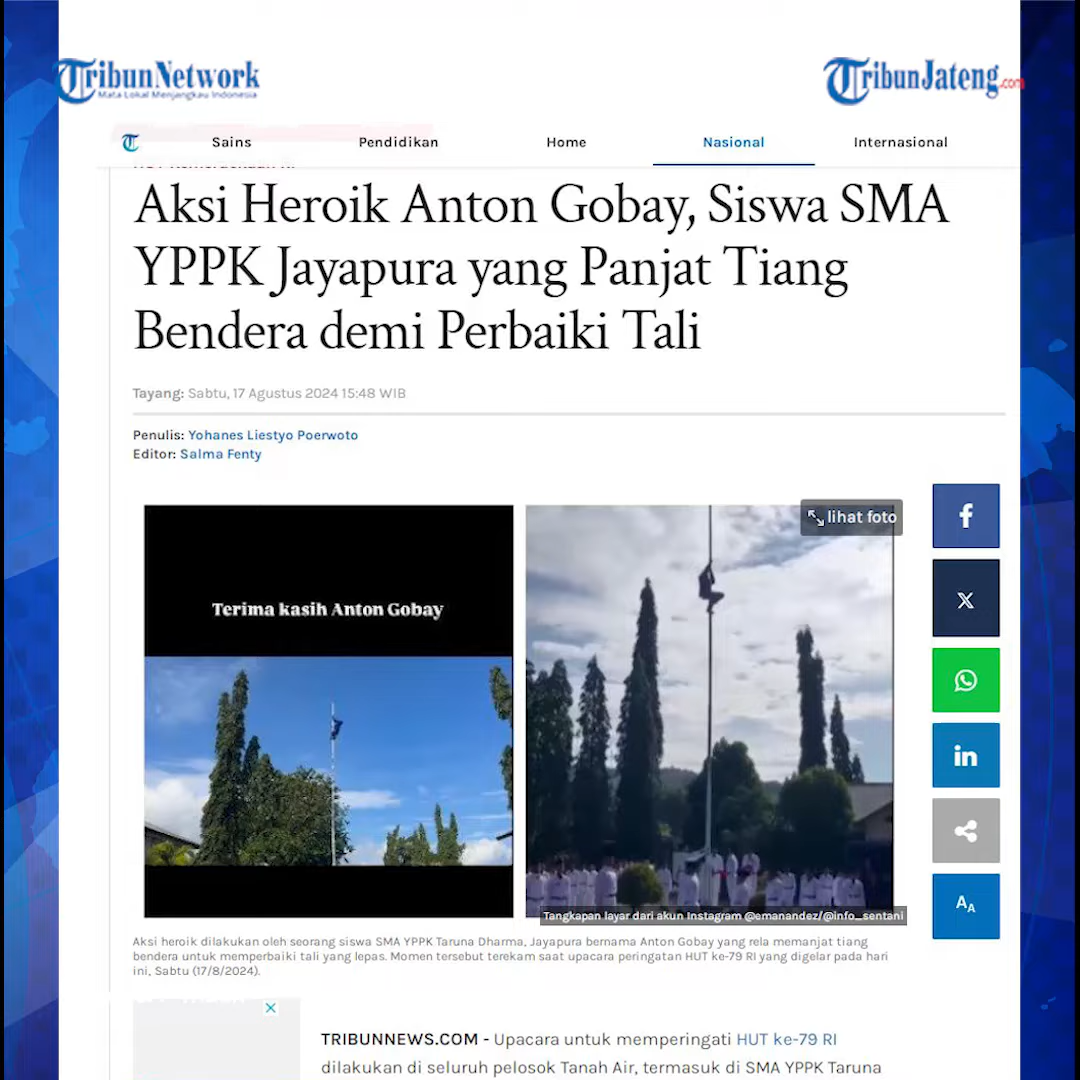 TribunNetwork
Mata Lokal Menjangkau Indonesia
TribunJateng.com
Sains Pendidikan Home Nasional Internasional
Aksi Heroik Anton Gobay, Siswa SMA
YPPK Jayapura yang Panjat Tiang
Bendera demi Perbaiki Tali
Tayang: Sabtu, 17 Agustus 2024 15:48 WIB
Penulis: Yohanes Liestyo Poerwoto
Editor: Salma Fenty
lihat foto
Terima kasih Anton Gobay
Tangkapan layar dari akun Instagram @emanandez/@info_sentani
Aksi heroik dilakukan oleh seorang siswa SMA YPPK Taruna Dharma, Jayapura bernama Anton Gobay yang rela memanjat tiang
bendera untuk memperbaiki tali yang lepas. Momen tersebut terekam saat upacara peringatan HUT ke-79 RI yang digelar pada hari
ini, Sabtu (17/8/2024).
TRIBUNNEWS.COM - Upacara untuk memperingati HUT ke-79 RI
dilakukan di seluruh pelosok Tanah Air, termasuk di SMA YPPK Taruna